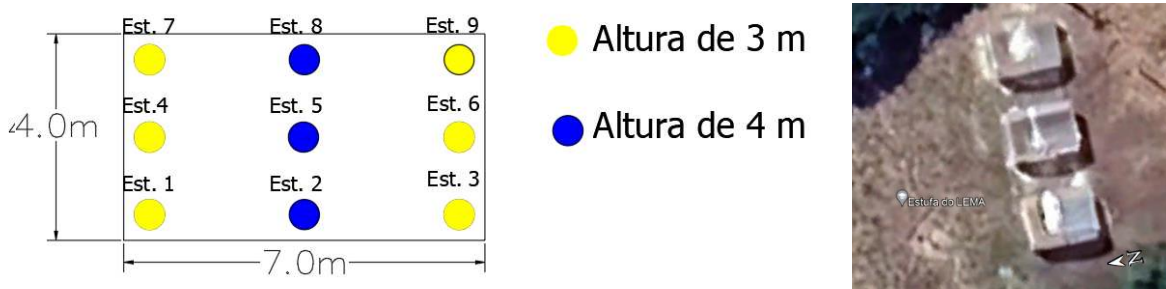 Est. 7
Est. 8
Est. 9
Est.4
Est. 5
Est. 6
Est. 1
Est. 2
Est. 3
4.0m
7.0m
Altura de 3 m
Altura de 4 m
Estufa do LEMA
N